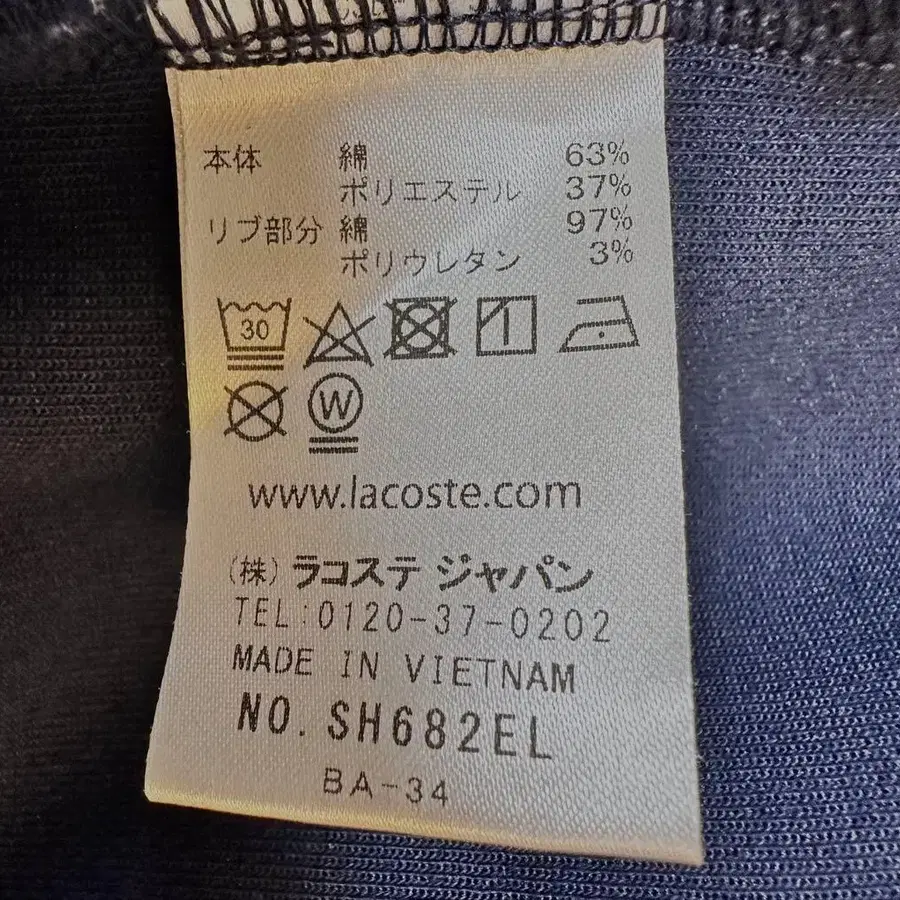 本体 綿 63%
ポリエステル 37%
リブ部分 綿 97%
ポリウレタン 3%
30
W
www.lacoste.com
(株) ラコステ ジャパン
TEL:0120-37-0202
MADE IN VIETNAM
NO. SH682EL
BA-34